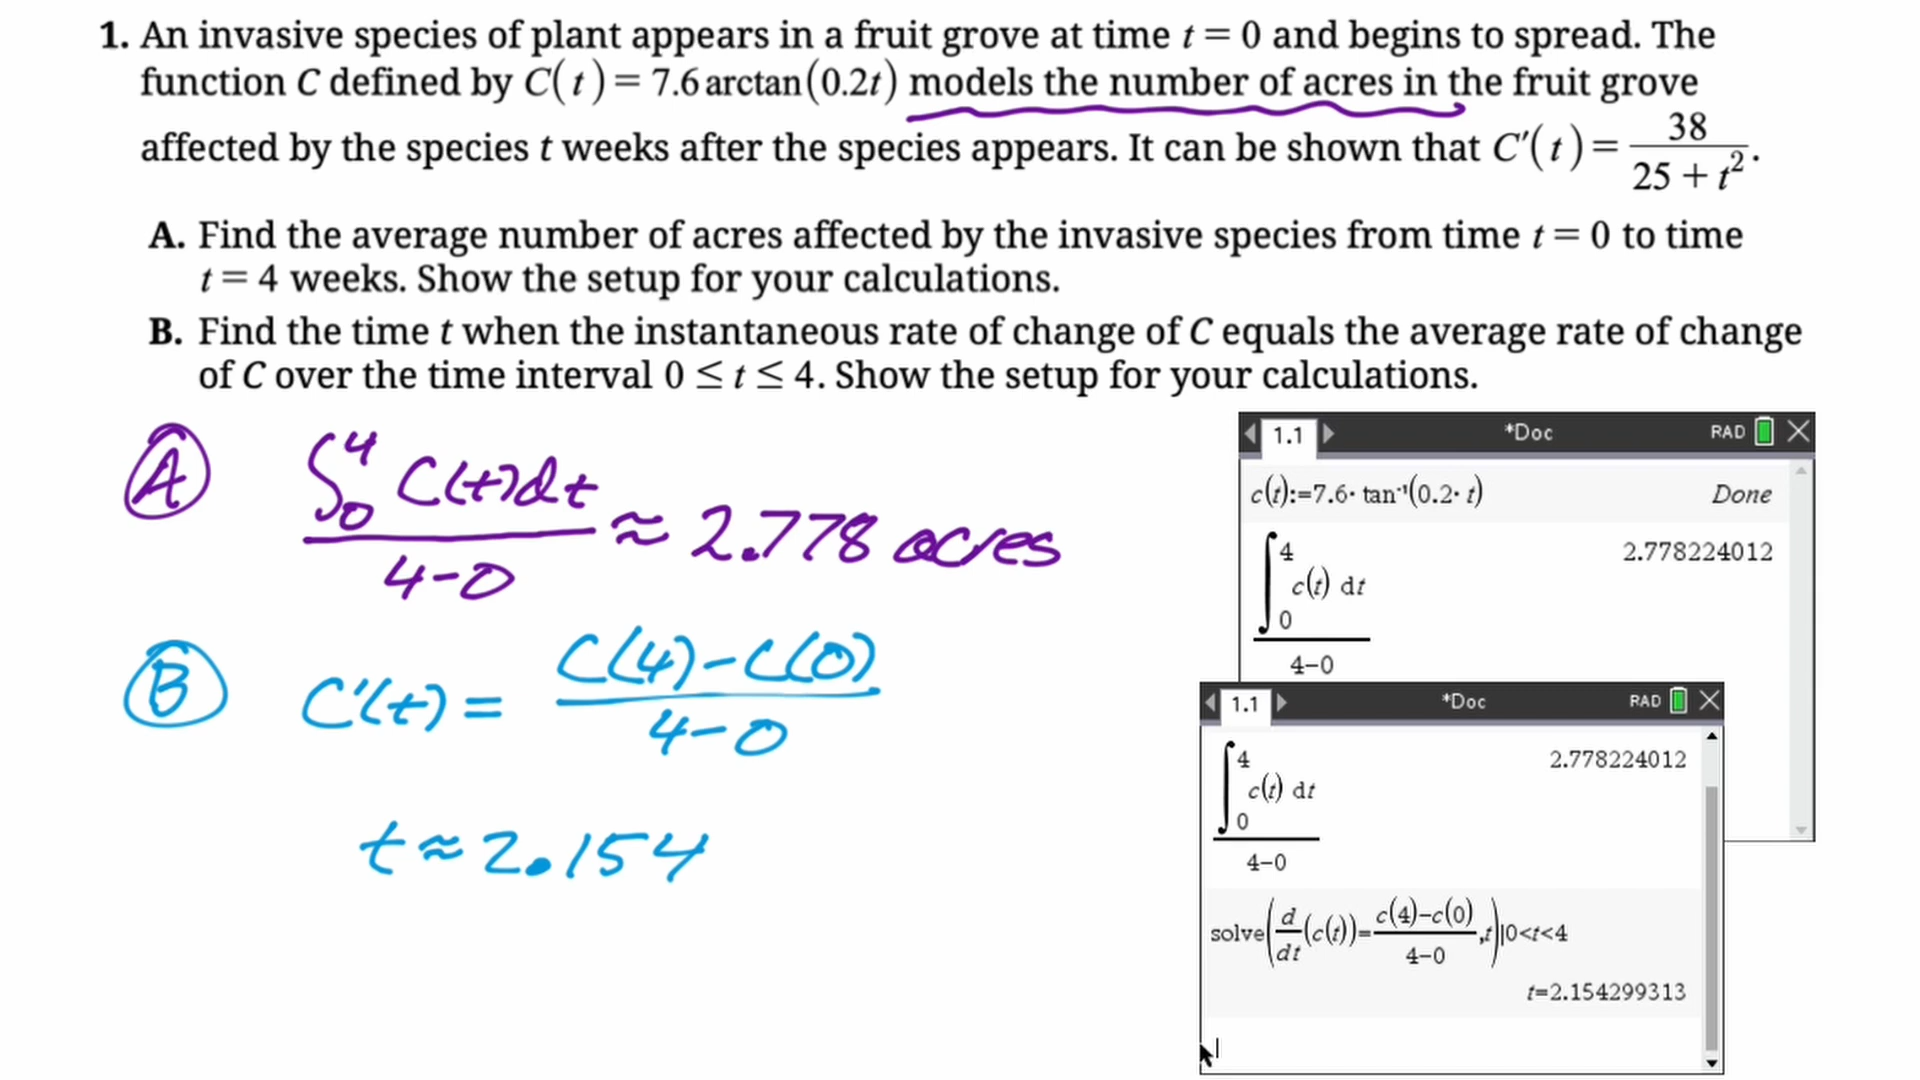 1. An invasive species of plant appears in a fruit grove at time t = 0 and begins to spread. The
function C defined by C(t) = 7.6 arctan(0.2t) models the number of acres in the fruit grove
affected by the species t weeks after the species appears. It can be shown that C′(t) = 38/(25 + t²).
A. Find the average number of acres affected by the invasive species from time t = 0 to time
t = 4 weeks. Show the setup for your calculations.
B. Find the time t when the instantaneous rate of change of C equals the average rate of change
of C over the time interval 0 ≤ t ≤ 4. Show the setup for your calculations.
A
∫₀⁴ C(t)dt
4-0
≈ 2.778 acres
B
C'(t) =
C(4)-C(0)
4-0
t ≈ 2.154
1.1 *Doc RAD
c(t):=7.6· tan⁻¹(0.2· t) Done
∫₀⁴ c(t) dt
4-0
2.778224012
1.1 *Doc RAD
∫₀⁴ c(t) dt
4-0
2.778224012
solve(d/dt(c(t))=(c(4)-c(0))/(4-0),t)|0<t<4
t=2.154299313